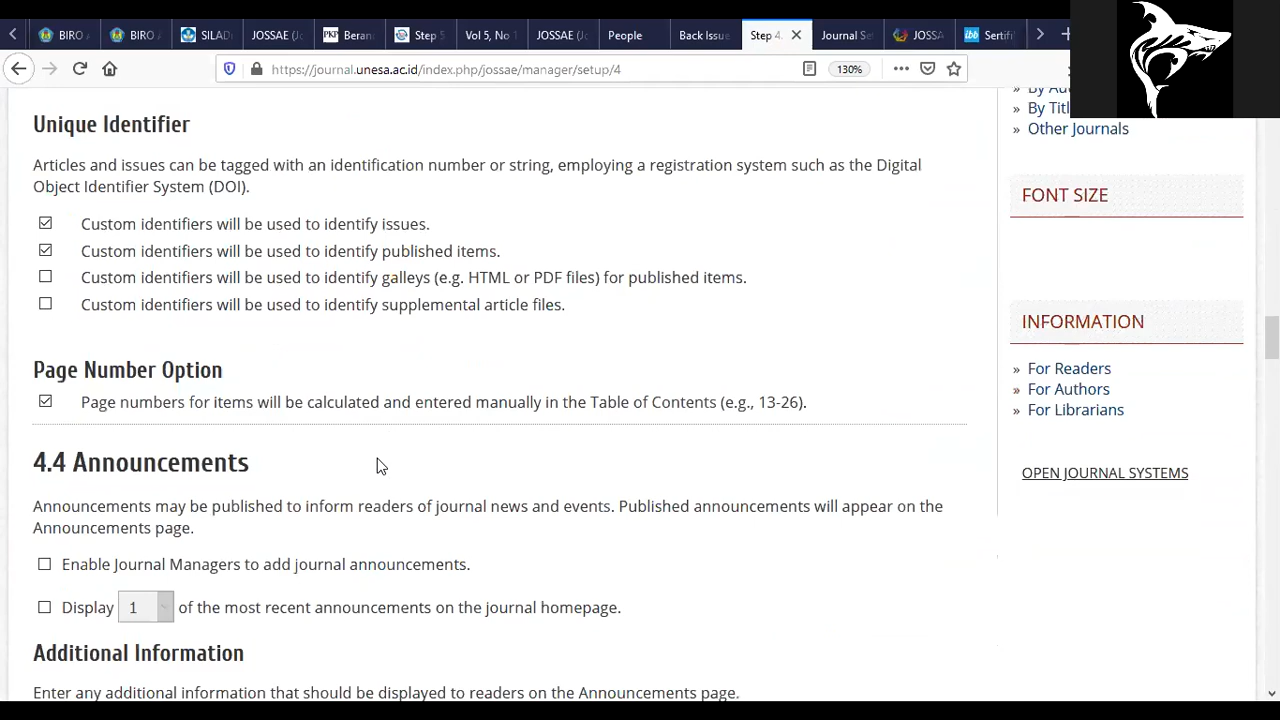 BIRO A
BIRO A
SILAD
JOSSAE (Jo
PKP Beran
Step 5
Vol 5, No 1
JOSSAE (Jo
People
Back Issu
Step 4.
Journal Se
JOSSA
ibb Sertif
https://journal.unesa.ac.id/index.php/jossae/manager/setup/4
130%
Unique Identifier
Articles and issues can be tagged with an identification number or string, employing a registration system such as the Digital
Object Identifier System (DOI).
Custom identifiers will be used to identify issues.
Custom identifiers will be used to identify published items.
Custom identifiers will be used to identify galleys (e.g. HTML or PDF files) for published items.
Custom identifiers will be used to identify supplemental article files.
Page Number Option
Page numbers for items will be calculated and entered manually in the Table of Contents (e.g., 13-26).
4.4 Announcements
Announcements may be published to inform readers of journal news and events. Published announcements will appear on the
Announcements page.
Enable Journal Managers to add journal announcements.
Display 1 of the most recent announcements on the journal homepage.
Additional Information
Enter any additional information that should be displayed to readers on the Announcements page.
» By Au
» By Titl
» Other Journals
FONT SIZE
INFORMATION
» For Readers
» For Authors
» For Librarians
OPEN JOURNAL SYSTEMS